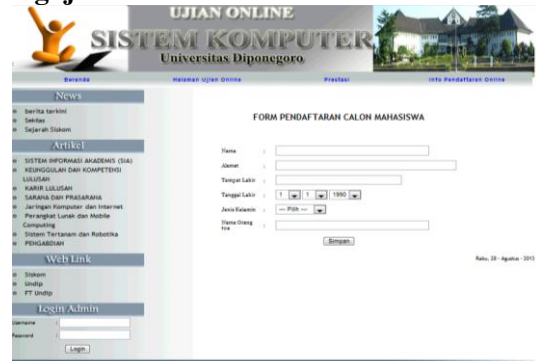 UJIAN ONLINE
SISTEM KOMPUTER
Universitas Diponegoro
Beranda
Halaman Ujian Online
Prestasi
Info Pendaftaran Online
News
berita terkini
Sekilas
Sejarah Siskom
Artikel
SISTEM INFORMASI AKADEMIS (SIA)
KEUNGGULAN DAN KOMPETENSI
LULUSAN
KARIR LULUSAN
SARANA DAN PRASARANA
Jaringan Komputer dan Internet
Perangkat Lunak dan Mobile
Computing
Sistem Tertanam dan Robotika
PENGABDIAN
Web Link
Siskom
Undip
FT Undip
Login Admin
Username :
Password :
Login
FORM PENDAFTARAN CALON MAHASISWA
Nama :
Alamat :
Tempat Lahir :
Tanggal Lahir : 1 1 1990
Jenis Kelamin : --- Pilih ---
Nama Orang
tua :
Simpan
Rabu, 28 - Agustus - 2013